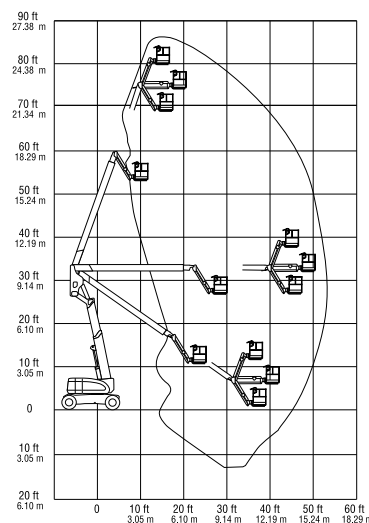 90 ft
27.38 m
80 ft
24.38 m
70 ft
21.34 m
60 ft
18.29 m
50 ft
15.24 m
40 ft
12.19 m
30 ft
9.14 m
20 ft
6.10 m
10 ft
3.05 m
0
10 ft
3.05 m
20 ft
6.10 m
0 10 ft 20 ft 30 ft 40 ft 50 ft 60 ft
3.05 m 6.10 m 9.14 m 12.19 m 15.24 m 18.29 m